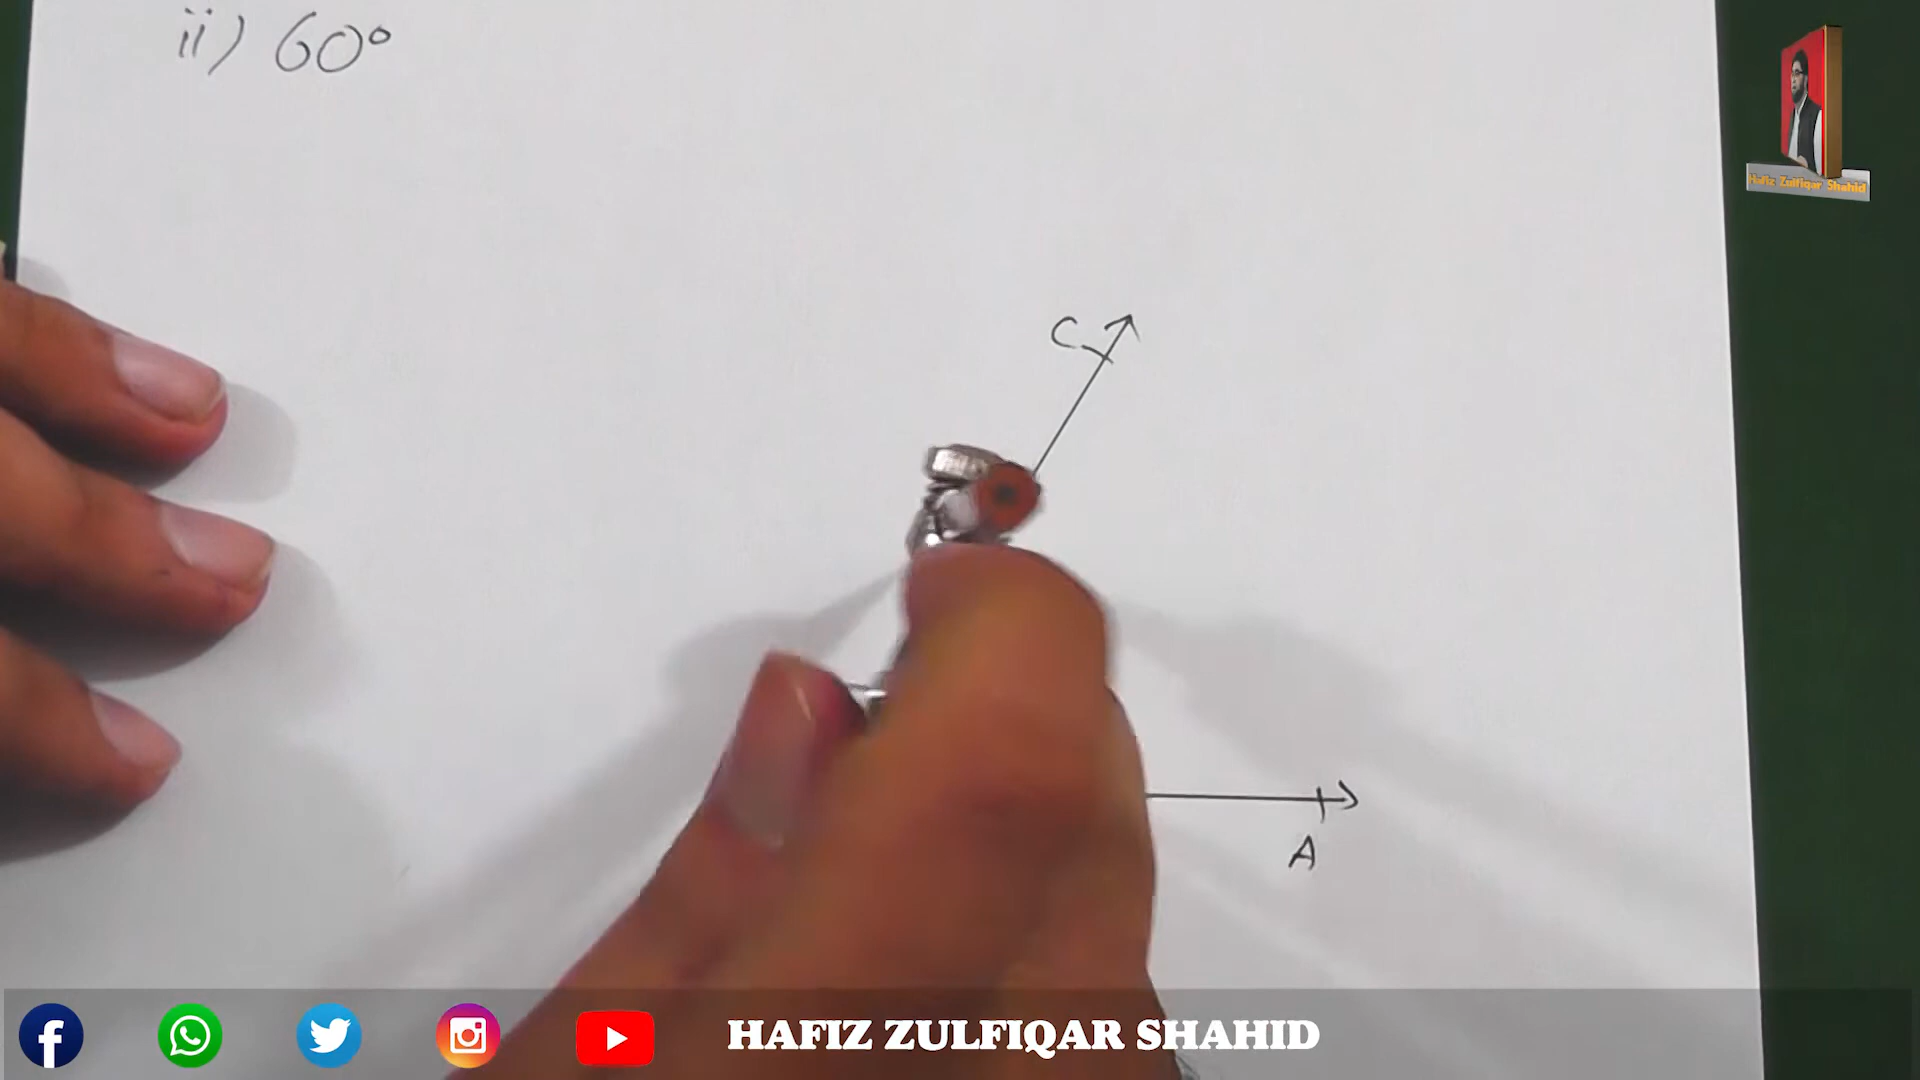 ii) 60°
Hafiz Zulfiqar Shahid
C
A
HAFIZ ZULFIQAR SHAHID